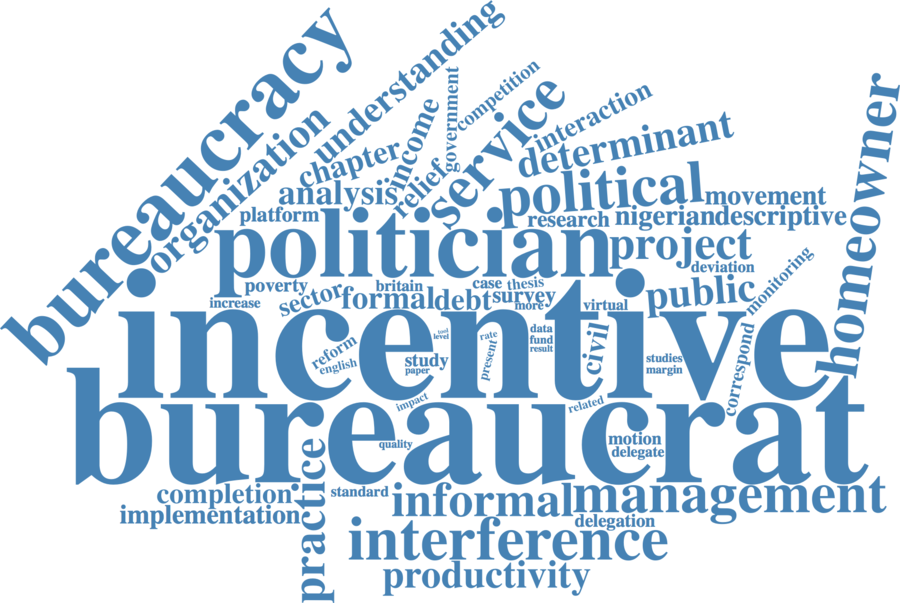 bureaucracy
understanding
organization
chapter
income
government
competition
service
interaction
determinant
relief
analysis
platform
political
movement
research
nigerian
descriptive
homeowner
politician
project
deviation
monitoring
poverty
britain
case
thesis
increase
sector
formal
debt
survey
more
virtual
public
incentive
reform
english
study
paper
tool
level
rate
present
data
fund
result
civil
studies
margin
correspond
bureaucrat
impact
related
quality
motion
delegate
practice
completion
standard
informal
management
implementation
delegation
interference
productivity